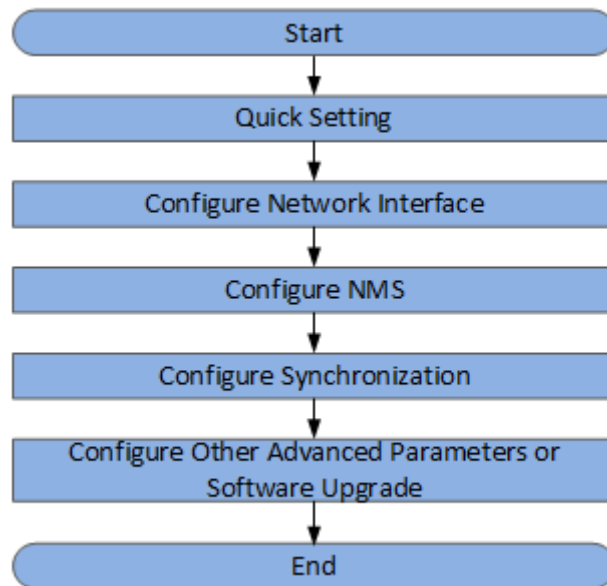 Start
Quick Setting
Configure Network Interface
Configure NMS
Configure Synchronization
Configure Other Advanced Parameters or
Software Upgrade
End